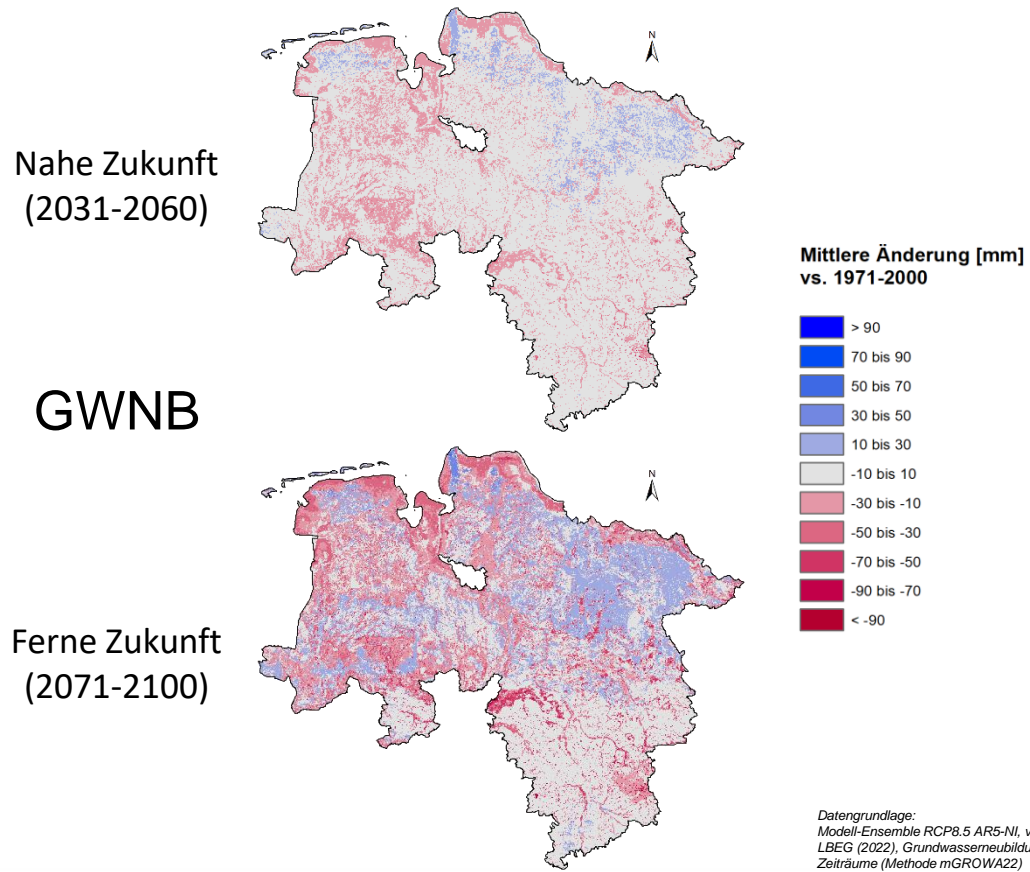 N
Nahe Zukunft
(2031-2060)
Mittlere Änderung [mm]
vs. 1971-2000
> 90
70 bis 90
50 bis 70
30 bis 50
10 bis 30
-10 bis 10
-30 bis -10
-50 bis -30
-70 bis -50
-90 bis -70
< -90
GWNB
N
Ferne Zukunft
(2071-2100)
Datengrundlage:
Modell-Ensemble RCP8.5 AR5-NI, v
LBEG (2022), Grundwasserneubildu
Zeiträume (Methode mGROWA22)